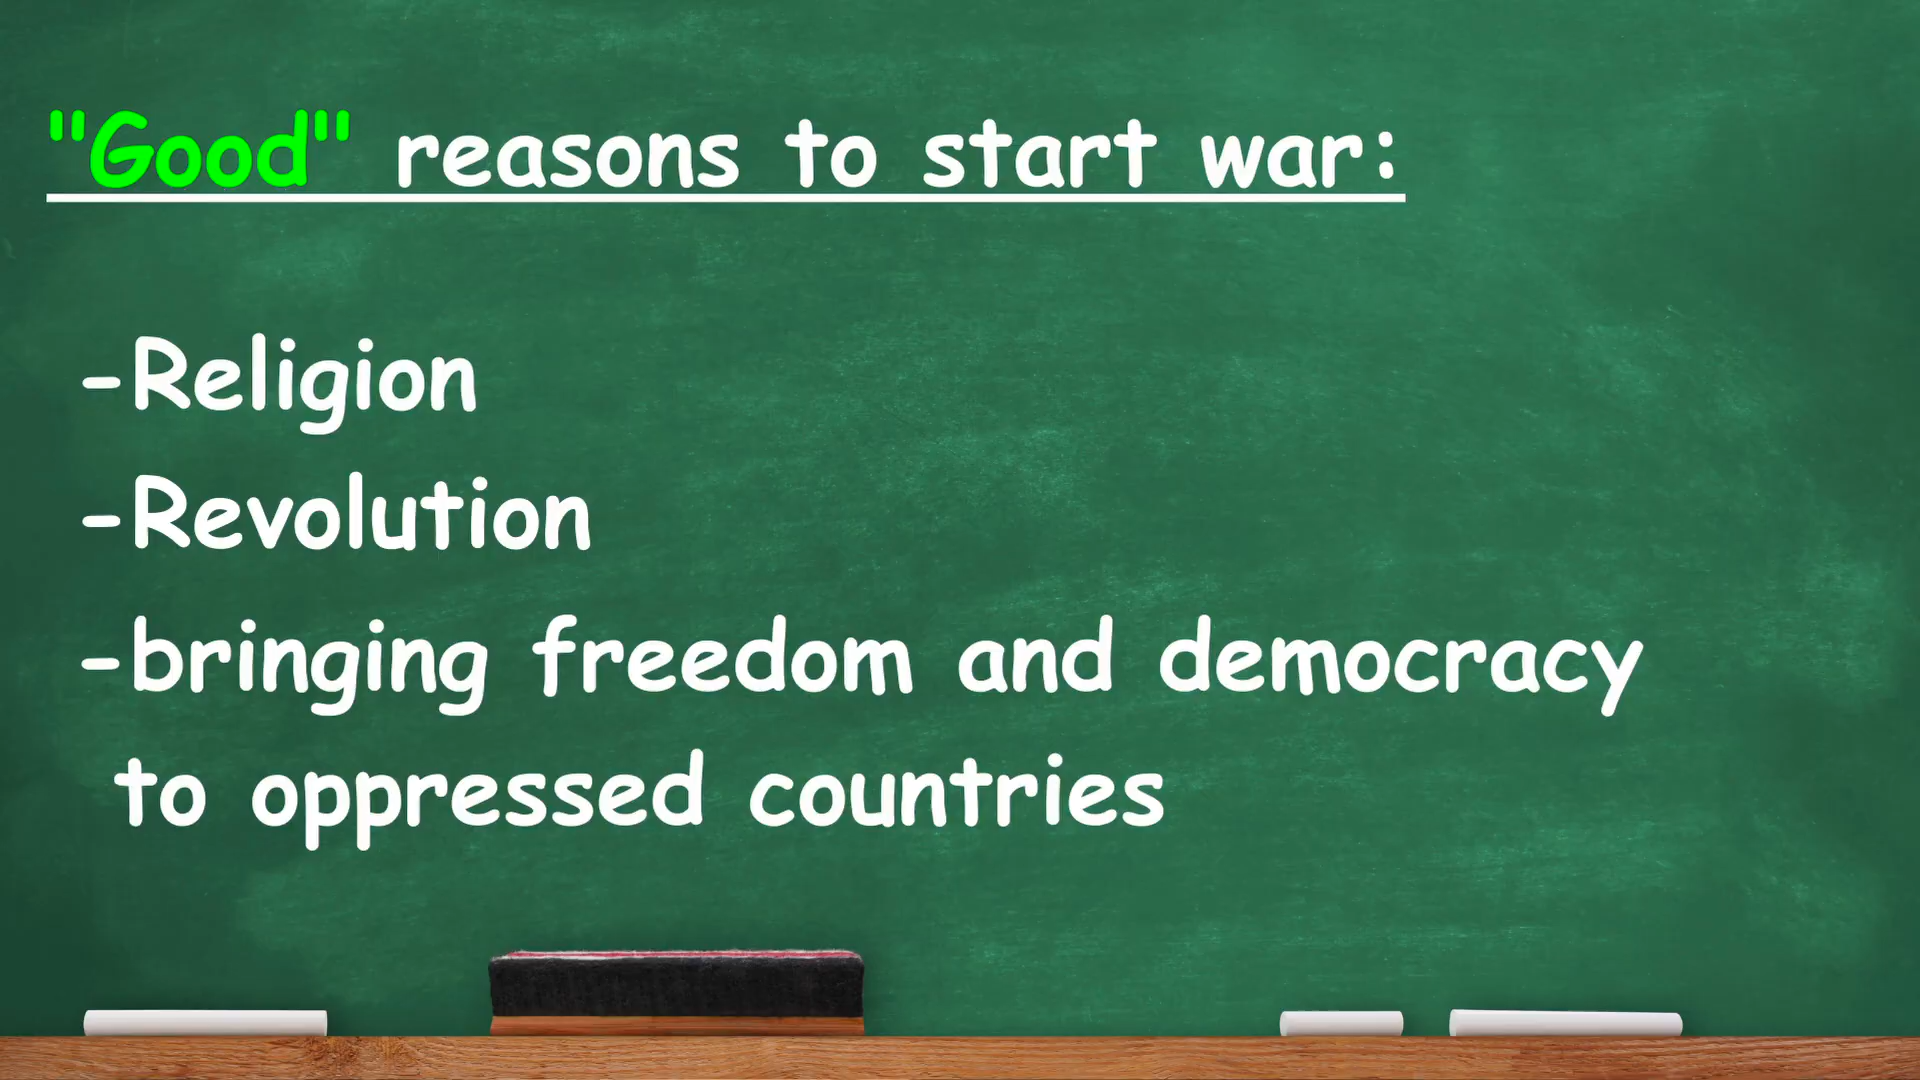 "Good" reasons to start war:
-Religion
-Revolution
-bringing freedom and democracy
to oppressed countries